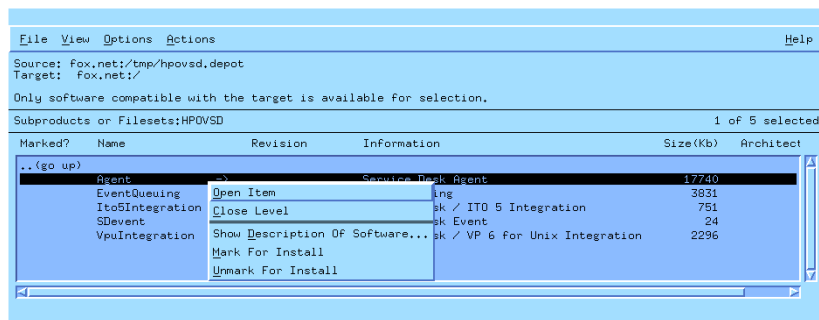 File View Options Actions Help
Source: fox.net:/tmp/hpovsd.depot
Target: fox.net:/
Only software compatible with the target is available for selection.
Subproducts or Filesets:HPOVSD 1 of 5 selected
Marked? Name Revision Information Size(Kb) Architect
..(go up)
Agent -> Service Desk Agent 17740
EventQueuing ing 3831
Ito5Integration sk / ITO 5 Integration 751
SDevent sk Event 24
VpuIntegration sk / VP 6 for Unix Integration 2296
Open Item
Close Level
Show Description Of Software...
Mark For Install
Unmark For Install